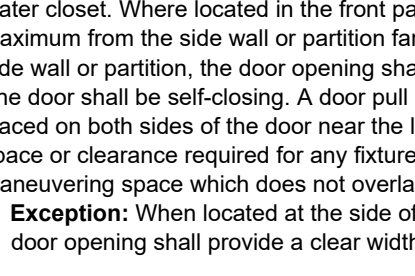 ater closet. Where located in the front pa
aximum from the side wall or partition far
de wall or partition, the door opening sha
he door shall be self-closing. A door pull
aced on both sides of the door near the l
pace or clearance required for any fixture
aneuvering space which does not overla
Exception: When located at the side of
door opening shall provide a clear width